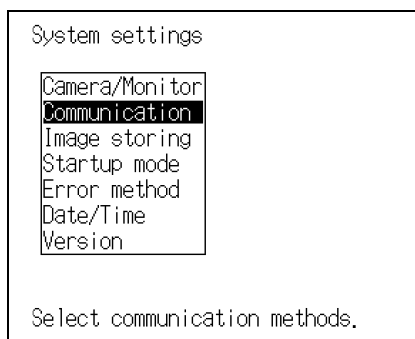 System settings
Camera/Monitor
Communication
Image storing
Startup mode
Error method
Date/Time
Version
Select communication methods.